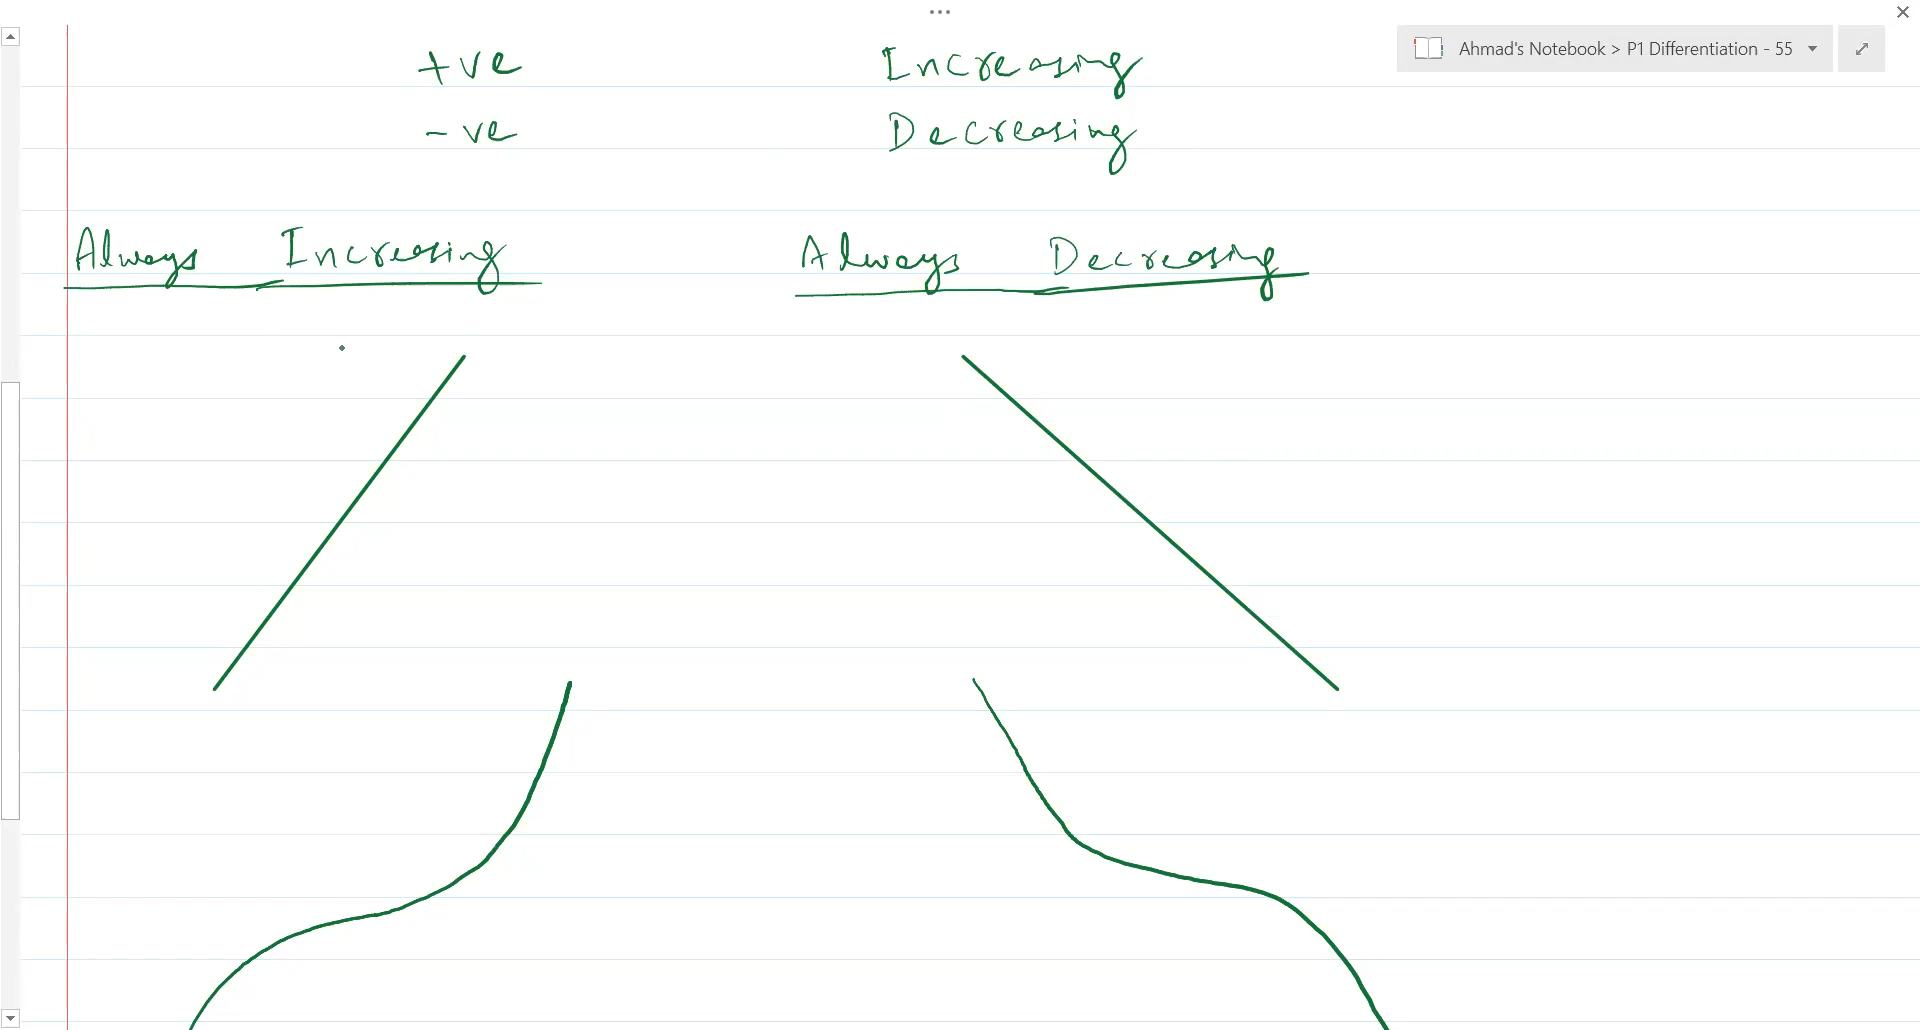 Ahmad's Notebook > P1 Differentiation - 55
+ve Increasing
-ve Decreasing
Always Increasing Always Decreasing